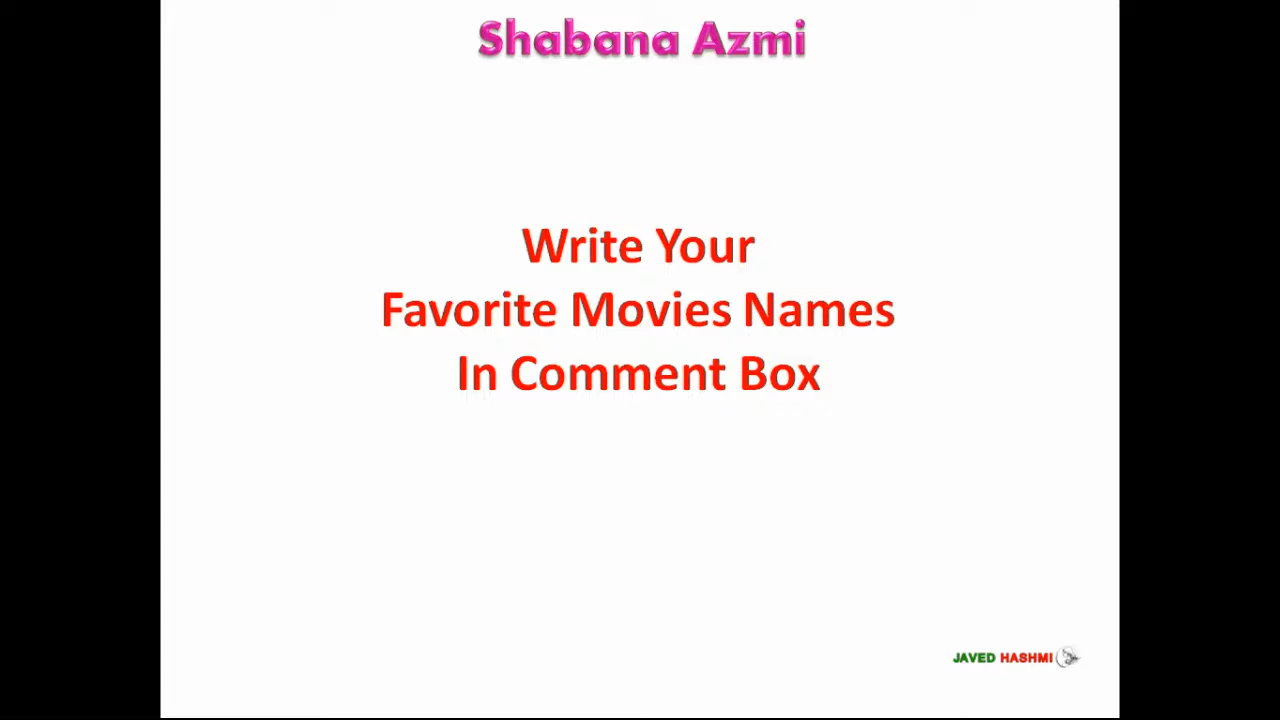 Shabana Azmi
Write Your
Favorite Movies Names
In Comment Box
JAVED HASHMI